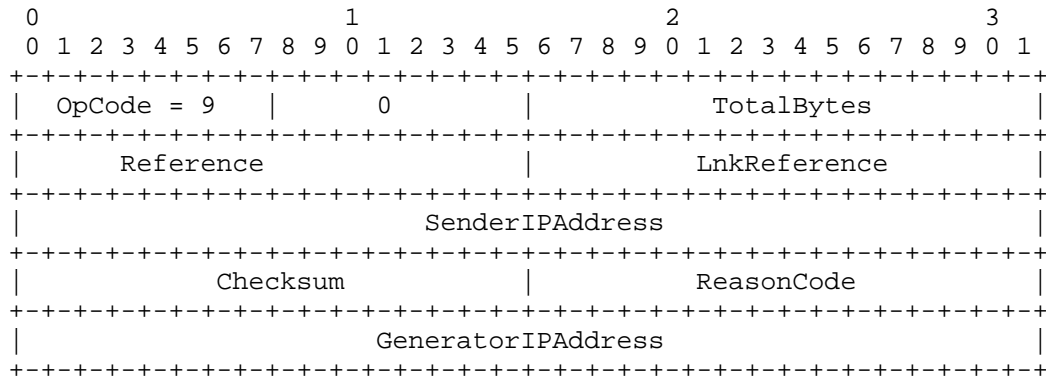 0                   1                   2                   3
 0 1 2 3 4 5 6 7 8 9 0 1 2 3 4 5 6 7 8 9 0 1 2 3 4 5 6 7 8 9 0 1
+-+-+-+-+-+-+-+-+-+-+-+-+-+-+-+-+-+-+-+-+-+-+-+-+-+-+-+-+-+-+-+-+
|  OpCode = 9   |      0        |           TotalBytes          |
+-+-+-+-+-+-+-+-+-+-+-+-+-+-+-+-+-+-+-+-+-+-+-+-+-+-+-+-+-+-+-+-+
|      Reference                |          LnkReference         |
+-+-+-+-+-+-+-+-+-+-+-+-+-+-+-+-+-+-+-+-+-+-+-+-+-+-+-+-+-+-+-+-+
|                         SenderIPAddress                       |
+-+-+-+-+-+-+-+-+-+-+-+-+-+-+-+-+-+-+-+-+-+-+-+-+-+-+-+-+-+-+-+-+
|            Checksum           |          ReasonCode           |
+-+-+-+-+-+-+-+-+-+-+-+-+-+-+-+-+-+-+-+-+-+-+-+-+-+-+-+-+-+-+-+-+
|                      GeneratorIPAddress                       |
+-+-+-+-+-+-+-+-+-+-+-+-+-+-+-+-+-+-+-+-+-+-+-+-+-+-+-+-+-+-+-+-+